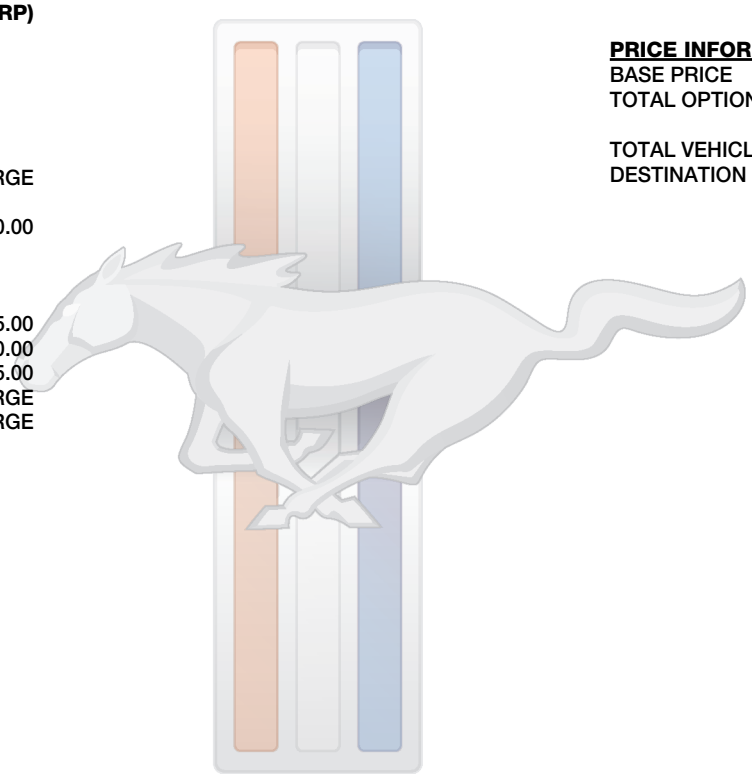 RP)
RGE
0.00
5.00
0.00
5.00
RGE
RGE
PRICE INFOR
BASE PRICE
TOTAL OPTION
TOTAL VEHICL
DESTINATION